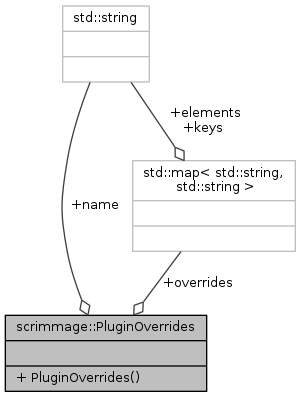 std::string
+elements
+keys
std::map< std::string,
std::string >
+name
+overrides
scrimmage::PluginOverrides
+ PluginOverrides()